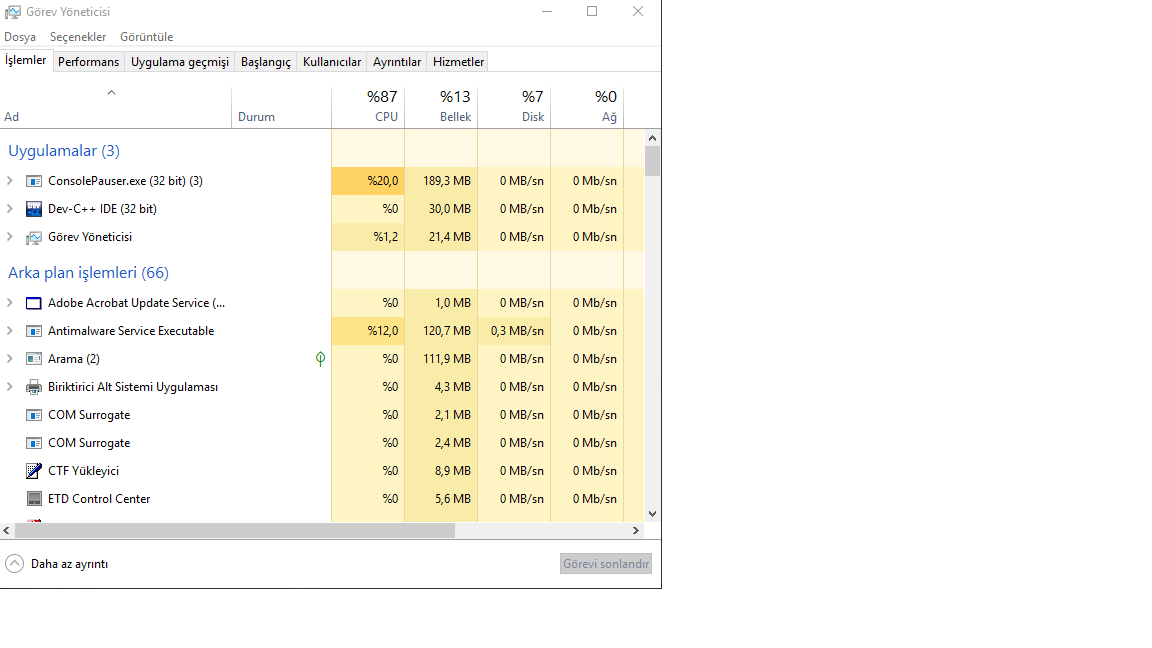 Görev Yöneticisi
Dosya Seçenekler Görüntüle
İşlemler Performans Uygulama geçmişi Başlangıç Kullanıcılar Ayrıntılar Hizmetler
%87 %13 %7 %0
Ad Durum CPU Bellek Disk Ağ
Uygulamalar (3)
ConsolePauser.exe (32 bit) (3) %20,0 189,3 MB 0 MB/sn 0 Mb/sn
Dev-C++ IDE (32 bit) %0 30,0 MB 0 MB/sn 0 Mb/sn
Görev Yöneticisi %1,2 21,4 MB 0 MB/sn 0 Mb/sn
Arka plan işlemleri (66)
Adobe Acrobat Update Service (... %0 1,0 MB 0 MB/sn 0 Mb/sn
Antimalware Service Executable %12,0 120,7 MB 0,3 MB/sn 0 Mb/sn
Arama (2) %0 111,9 MB 0 MB/sn 0 Mb/sn
Biriktirici Alt Sistemi Uygulaması %0 4,3 MB 0 MB/sn 0 Mb/sn
COM Surrogate %0 2,1 MB 0 MB/sn 0 Mb/sn
COM Surrogate %0 2,4 MB 0 MB/sn 0 Mb/sn
CTF Yükleyici %0 8,9 MB 0 MB/sn 0 Mb/sn
ETD Control Center %0 5,6 MB 0 MB/sn 0 Mb/sn
Daha az ayrıntı Görevi sonlandır